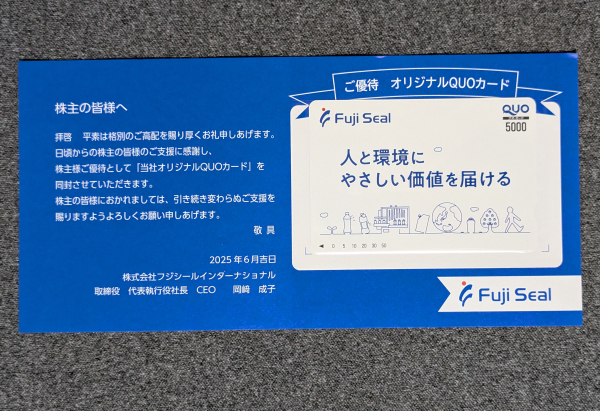 株主の皆様へ
拝啓　平素は格別のご高配を賜り厚くお礼申しあげます。
日頃からの株主の皆様のご支援に感謝し、
株主様ご優待として「当社オリジナルQUOカード」を
同封させていただきます。
株主の皆様におかれましては、引き続き変わらぬご支援を
賜りますようよろしくお願い申しあげます。
敬 具
2025年6月吉日
株式会社フジシールインターナショナル
取締役　代表執行役社長　CEO　岡﨑　成子
ご優待　オリジナルQUOカード
Fuji Seal
QUO
5000
人と環境に
やさしい価値を届ける
◀ 0 5 10 20 30 50
Fuji Seal